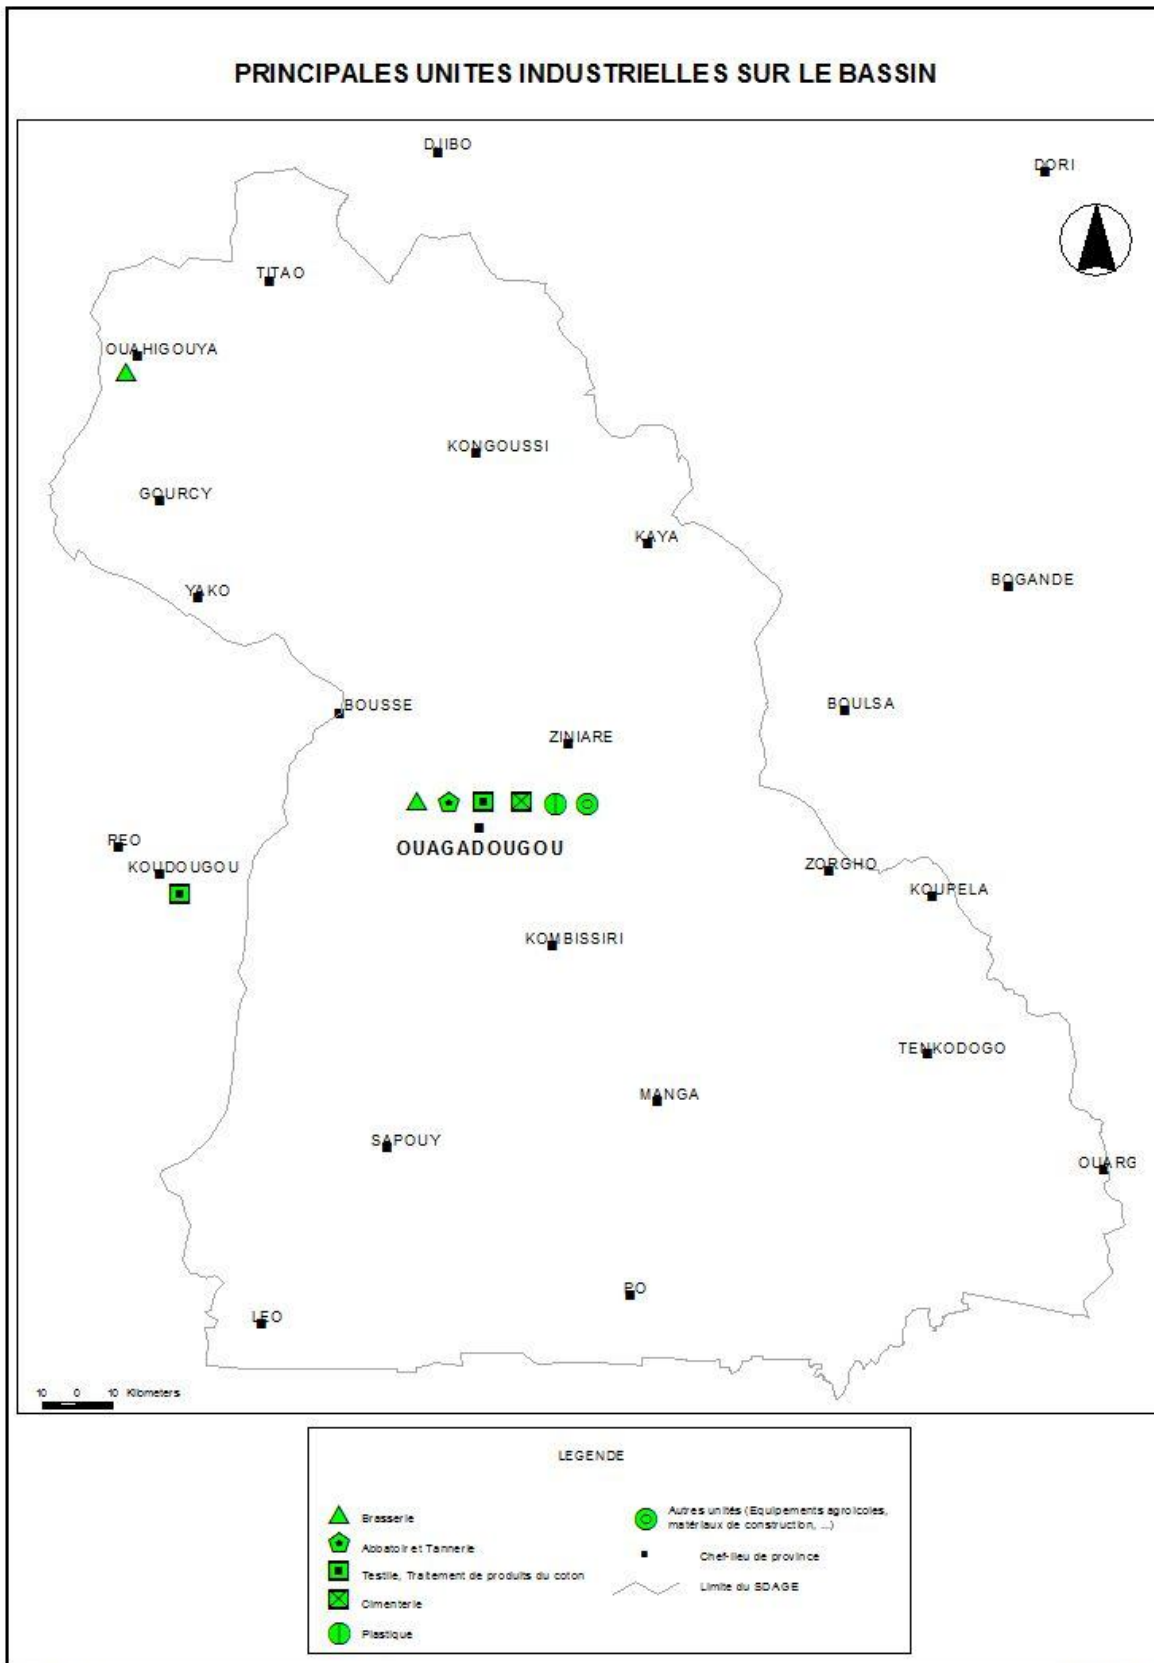 PRINCIPALES UNITES INDUSTRIELLES SUR LE BASSIN
DJIBO
DORI
TITAO
OUAHIGOUYA
KONGOUSSI
GOURCY
KAYA
BOGANDE
YAKO
BOUSSE
BOULSA
ZINIARE
REO
OUAGADOUGOU
KOUDOUGOU
ZORGHO
KOUPELA
KOMBISSIRI
TENKODOGO
MANGA
SAPOUY
OUARG
PO
LEO
10 0 10 Kilometers
LEGENDE
Brasserie
Abbatoir et Tannerie
Testile, Traitement de produits du coton
Cimenterie
Plastique
Autres unités (Equipements agroicoles,
matériaux de construction, ...)
Chef-lieu de province
Limite du SDAGE